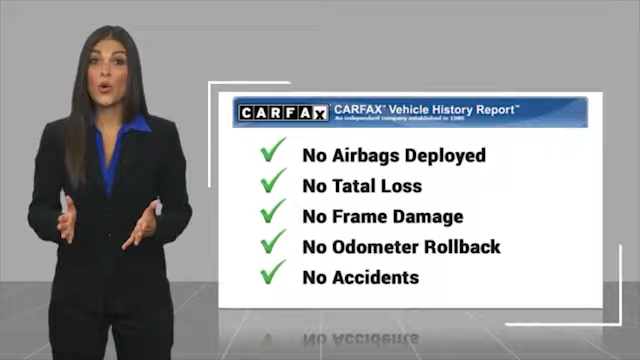 CARFAX CARFAX® Vehicle History Report™
An independent company established in 1986
No Airbags Deployed
No Tatal Loss
No Frame Damage
No Odometer Rollback
No Accidents